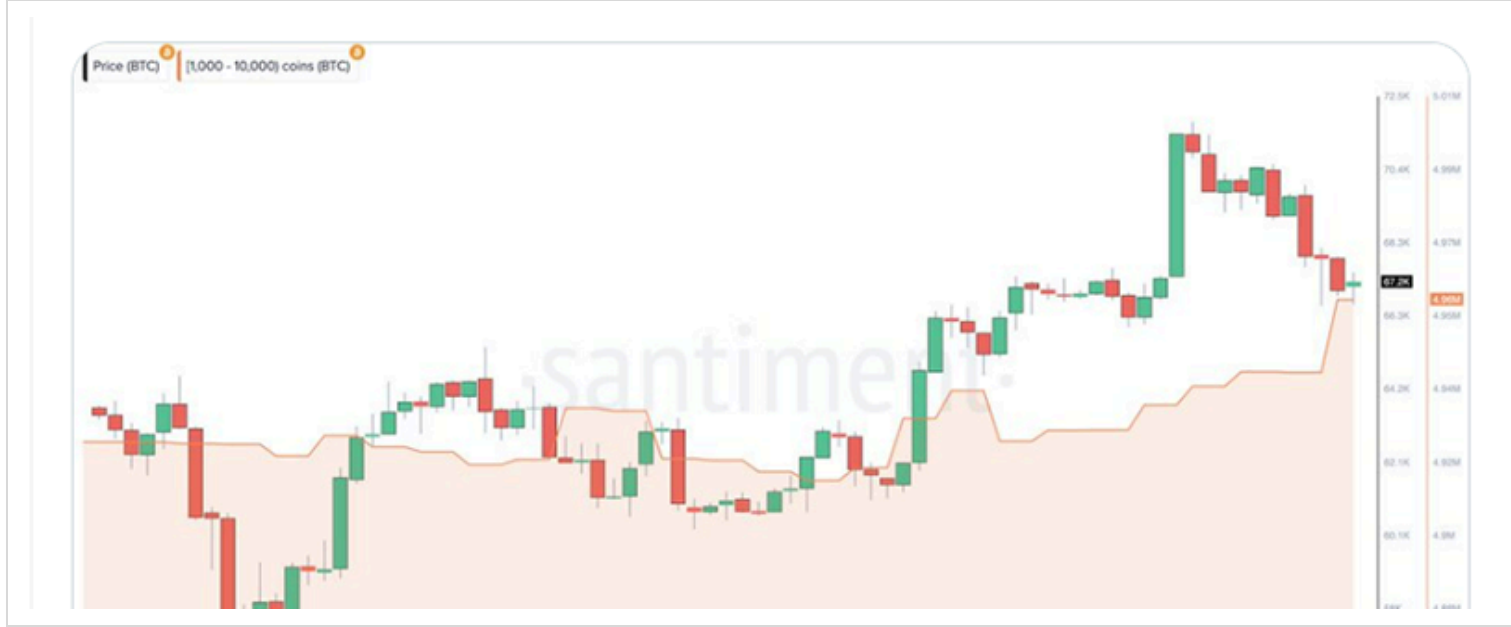 Price (BTC) [1,000 - 10,000) coins (BTC)
72.5K 5.01M
70.4K 4.99M
68.3K 4.97M
67.2K
4.96M
66.3K 4.95M
·santiment·
64.2K 4.94M
62.1K 4.92M
60.1K 4.9M